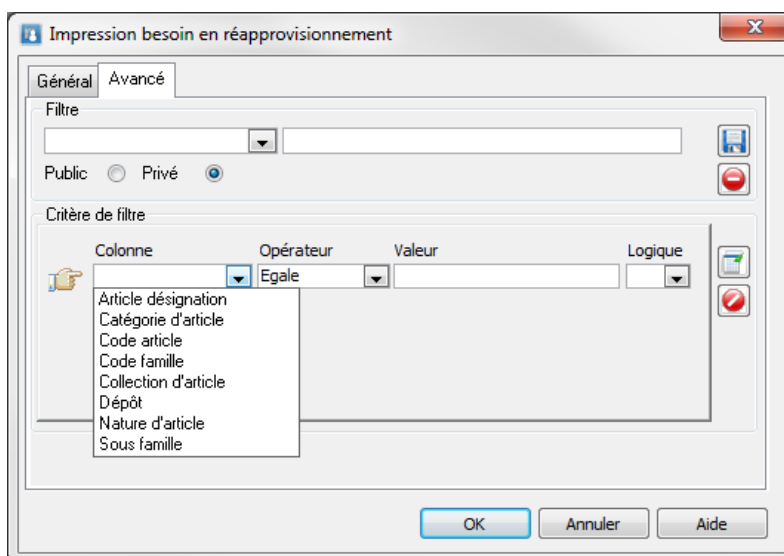 Impression besoin en réapprovisionnement
Général Avancé
Filtre
Public Privé
Critère de filtre
Colonne Opérateur Valeur Logique
Egale
Article désignation
Catégorie d'article
Code article
Code famille
Collection d'article
Dépôt
Nature d'article
Sous famille
OK Annuler Aide